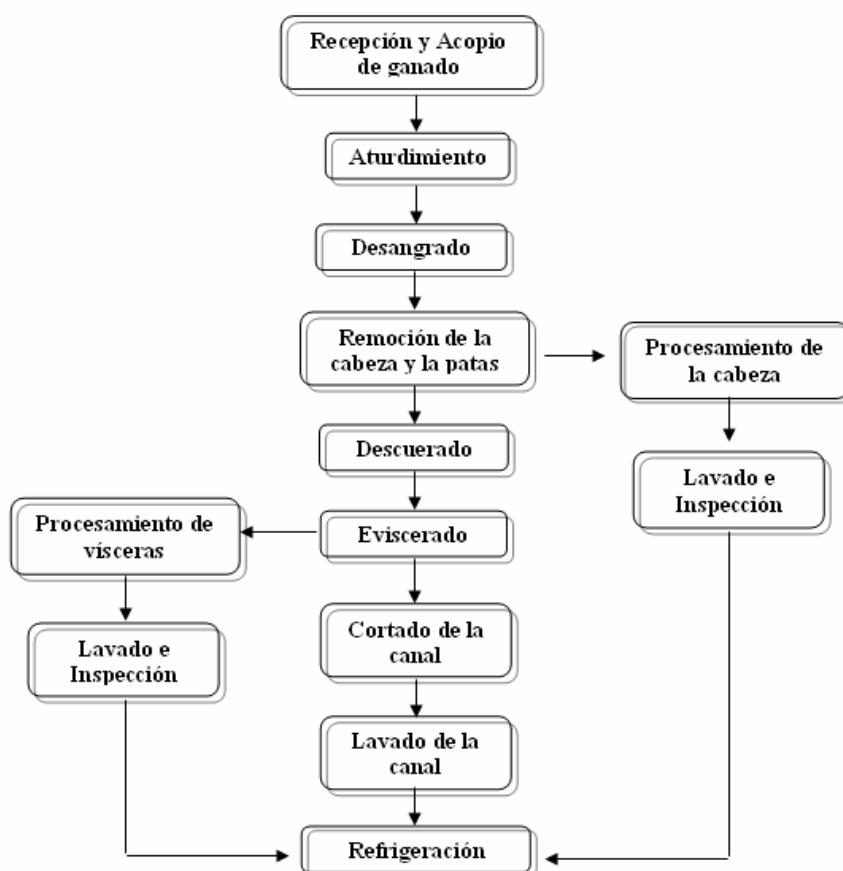 Recepción y Acopio
de ganado
Aturdimiento
Desangrado
Remoción de la
cabeza y la patas
Procesamiento de
la cabeza
Descuerado
Lavado e
Inspección
Procesamiento de
vísceras
Eviscerado
Cortado de la
canal
Lavado e
Inspección
Lavado de la
canal
Refrigeración